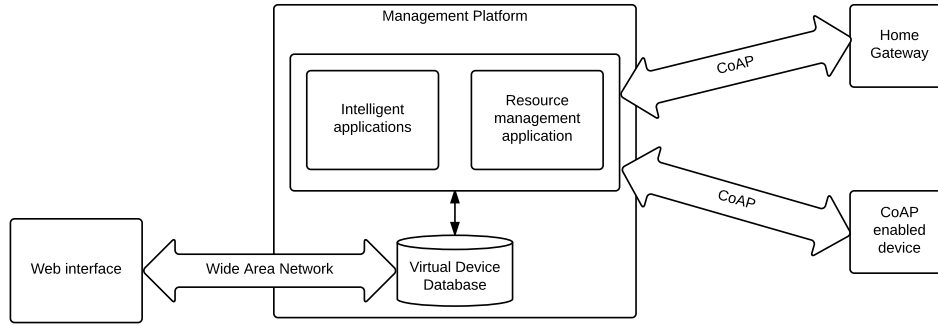 Management Platform
Home
Gateway
CoAP
Intelligent
applications
Resource
management
application
CoAP
CoAP
enabled
device
Web interface
Wide Area Network
Virtual Device
Database